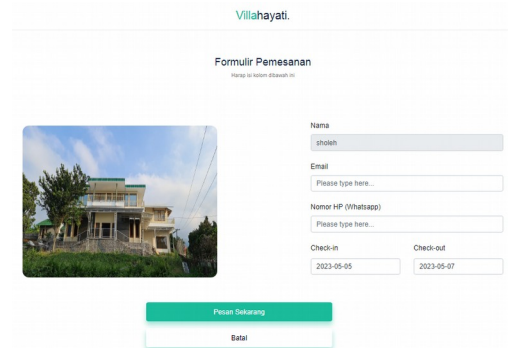 Villahayati.
Formulir Pemesanan
Harap isi kolom dibawah ini
Nama
sholeh
Email
Please type here...
Nomor HP (Whatsapp)
Please type here...
Check-in
Check-out
2023-05-05
2023-05-07
Pesan Sekarang
Batal